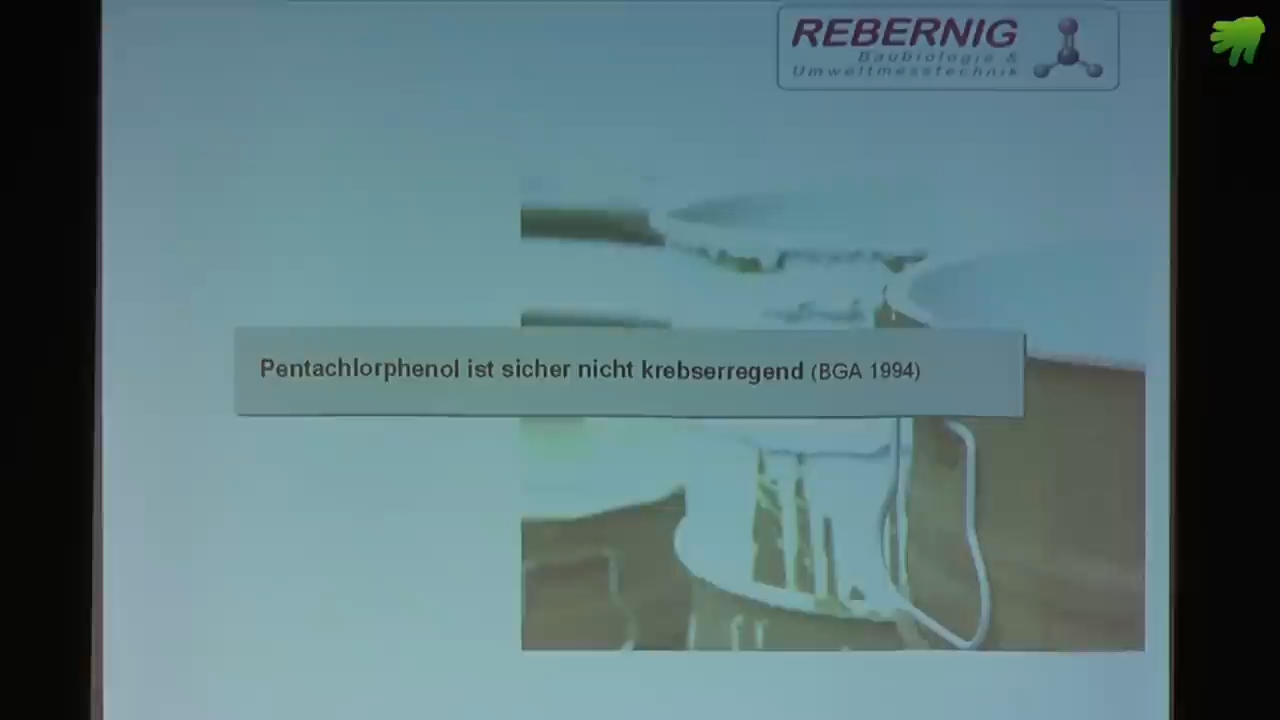 REBERNIG
Baubiologie &
Umweltmesstechnik
Pentachlorphenol ist sicher nicht krebserregend (BGA 1994)